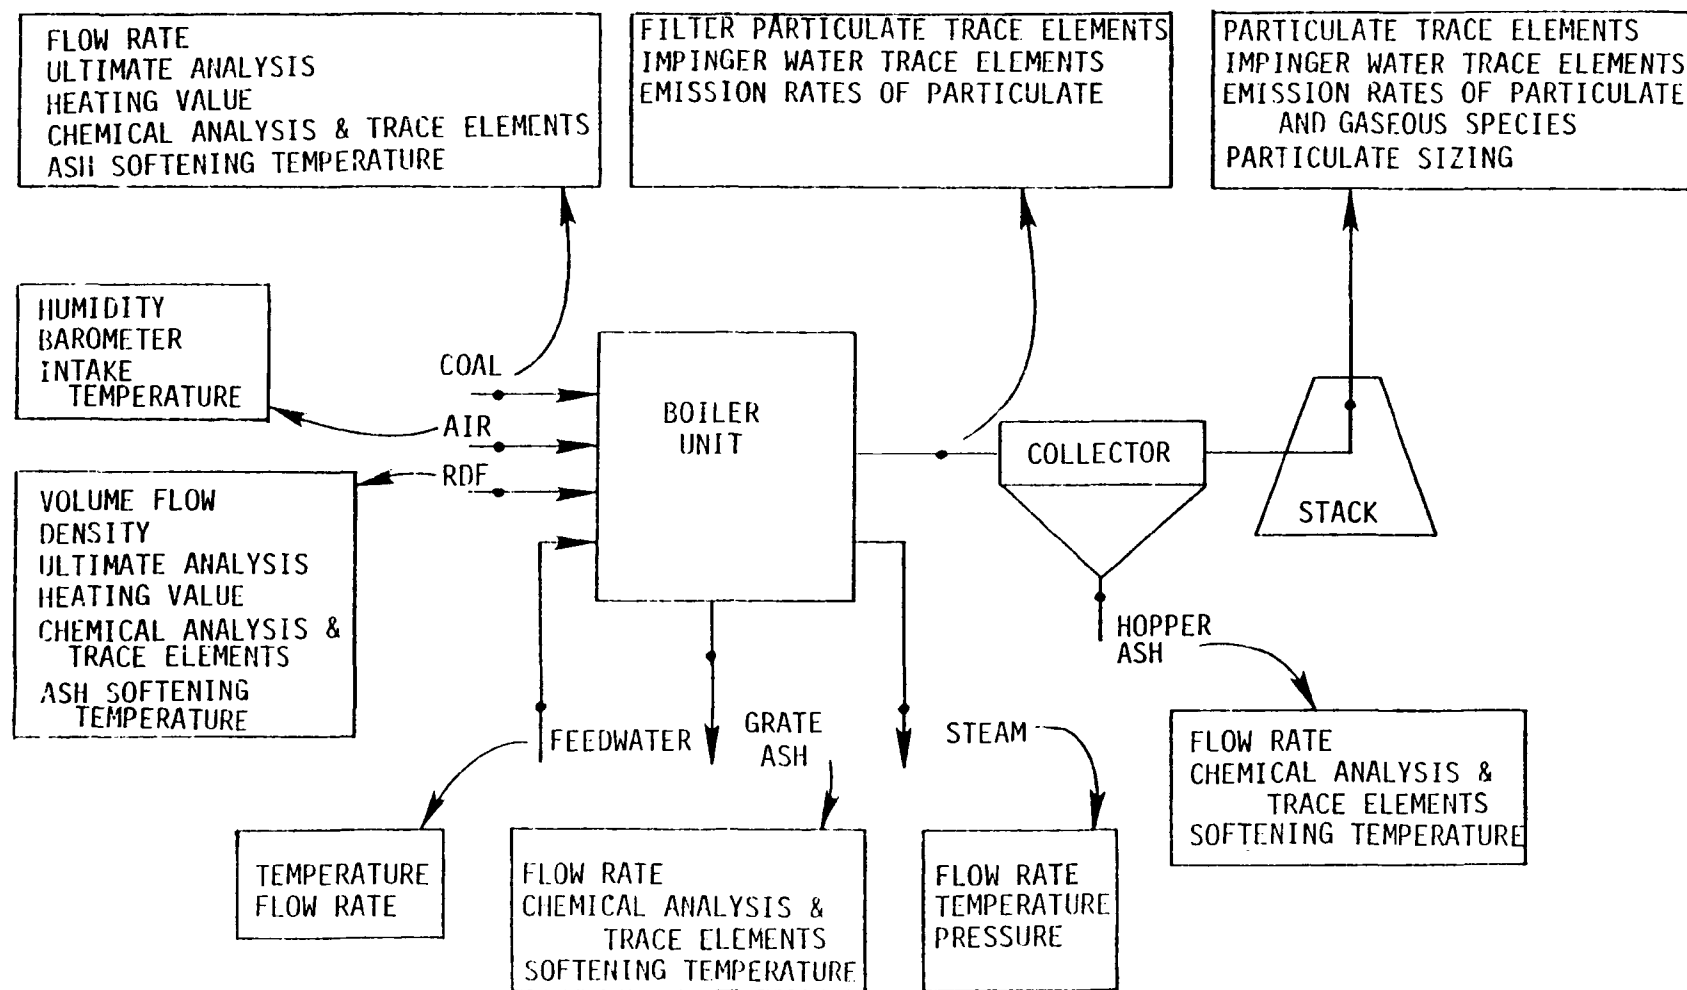 FLOW RATE
ULTIMATE ANALYSIS
HEATING VALUE
CHEMICAL ANALYSIS & TRACE ELEMENTS
ASH SOFTENING TEMPERATURE
FILTER PARTICULATE TRACE ELEMENTS
IMPINGER WATER TRACE ELEMENTS
EMISSION RATES OF PARTICULATE
PARTICULATE TRACE ELEMENTS
IMPINGER WATER TRACE ELEMENTS
EMISSION RATES OF PARTICULATE
AND GASEOUS SPECIES
PARTICULATE SIZING
HUMIDITY
BAROMETER
INTAKE
TEMPERATURE
COAL
AIR
RDF
BOILER
UNIT
COLLECTOR
STACK
VOLUME FLOW
DENSITY
ULTIMATE ANALYSIS
HEATING VALUE
CHEMICAL ANALYSIS &
TRACE ELEMENTS
ASH SOFTENING
TEMPERATURE
FEEDWATER
GRATE
ASH
STEAM
HOPPER
ASH
TEMPERATURE
FLOW RATE
FLOW RATE
CHEMICAL ANALYSIS &
TRACE ELEMENTS
SOFTENING TEMPERATURE
FLOW RATE
TEMPERATURE
PRESSURE
FLOW RATE
CHEMICAL ANALYSIS &
TRACE ELEMENTS
SOFTENING TEMPERATURE